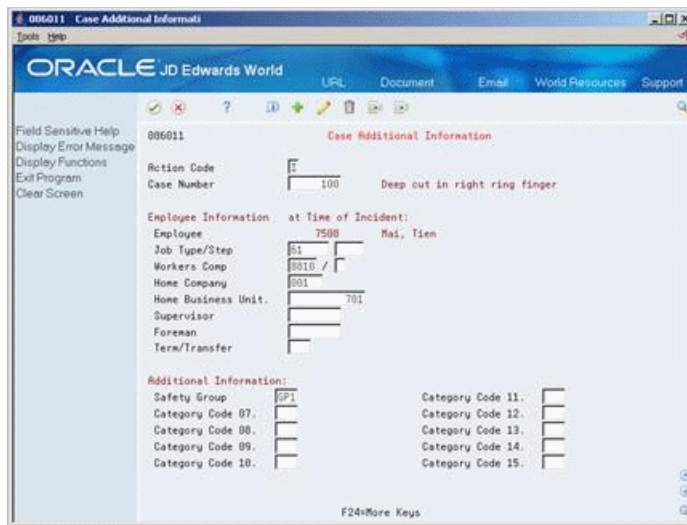 006011 Case Additional Informati
Tools Help
ORACLE JD Edwards World
URL Document Email World Resources Support
Field Sensitive Help
Display Error Message
Display Functions
Exit Program
Clear Screen
006011 Case Additional Information
Action Code I
Case Number 100 Deep cut in right ring finger
Employee Information at Time of Incident:
Employee 7508 Mai, Tien
Job Type/Step 61
Workers Comp 8810 /
Home Company 001
Home Business Unit. 701
Supervisor
Foreman
Term/Transfer
Additional Information:
Safety Group GP1 Category Code 11.
Category Code 07. Category Code 12.
Category Code 08. Category Code 13.
Category Code 09. Category Code 14.
Category Code 10. Category Code 15.
F24=More Keys